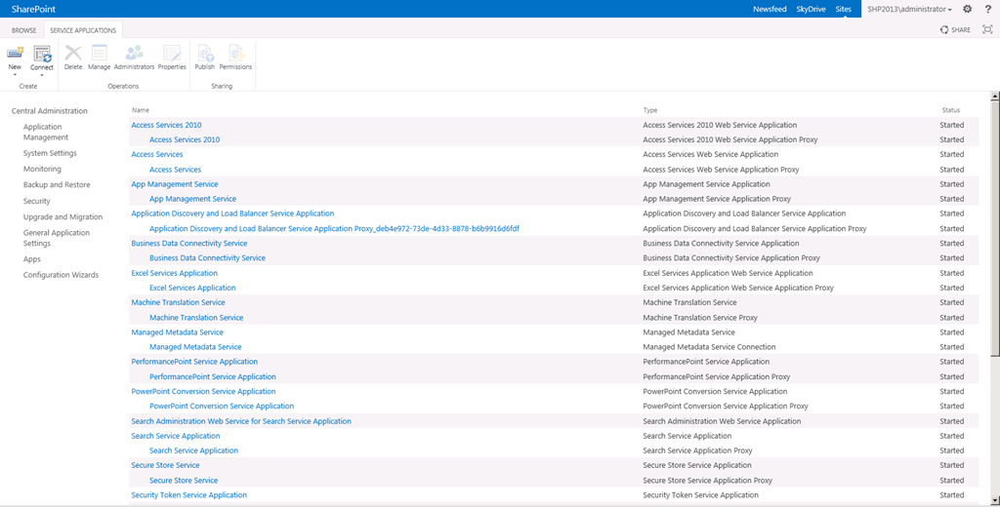 SharePoint Newsfeed SkyDrive Sites SHP2013\administrator ?
BROWSE SERVICE APPLICATIONS SHARE
New Connect Delete Manage Administrators Properties Publish Permissions
Create Operations Sharing
Central Administration
Application
Management
System Settings
Monitoring
Backup and Restore
Security
Upgrade and Migration
General Application
Settings
Apps
Configuration Wizards
Name Type Status
Access Services 2010 Access Services 2010 Web Service Application Started
Access Services 2010 Access Services 2010 Web Service Application Proxy Started
Access Services Access Services Web Service Application Started
Access Services Access Services Web Service Application Proxy Started
App Management Service App Management Service Application Started
App Management Service App Management Service Application Proxy Started
Application Discovery and Load Balancer Service Application Application Discovery and Load Balancer Service Application Started
Application Discovery and Load Balancer Service Application Proxy_deb4e972-73de-4d33-8878-b6b9916d6fdf Application Discovery and Load Balancer Service Application Proxy Started
Business Data Connectivity Service Business Data Connectivity Service Application Started
Business Data Connectivity Service Business Data Connectivity Service Application Proxy Started
Excel Services Application Excel Services Application Web Service Application Started
Excel Services Application Excel Services Application Web Service Application Proxy Started
Machine Translation Service Machine Translation Service Started
Machine Translation Service Machine Translation Service Proxy Started
Managed Metadata Service Managed Metadata Service Started
Managed Metadata Service Managed Metadata Service Connection Started
PerformancePoint Service Application PerformancePoint Service Application Started
PerformancePoint Service Application PerformancePoint Service Application Proxy Started
PowerPoint Conversion Service Application PowerPoint Conversion Service Application Started
PowerPoint Conversion Service Application PowerPoint Conversion Service Application Proxy Started
Search Administration Web Service for Search Service Application Search Administration Web Service Application Started
Search Service Application Search Service Application Started
Search Service Application Search Service Application Proxy Started
Secure Store Service Secure Store Service Application Started
Secure Store Service Secure Store Service Application Proxy Started
Security Token Service Application Security Token Service Application Started